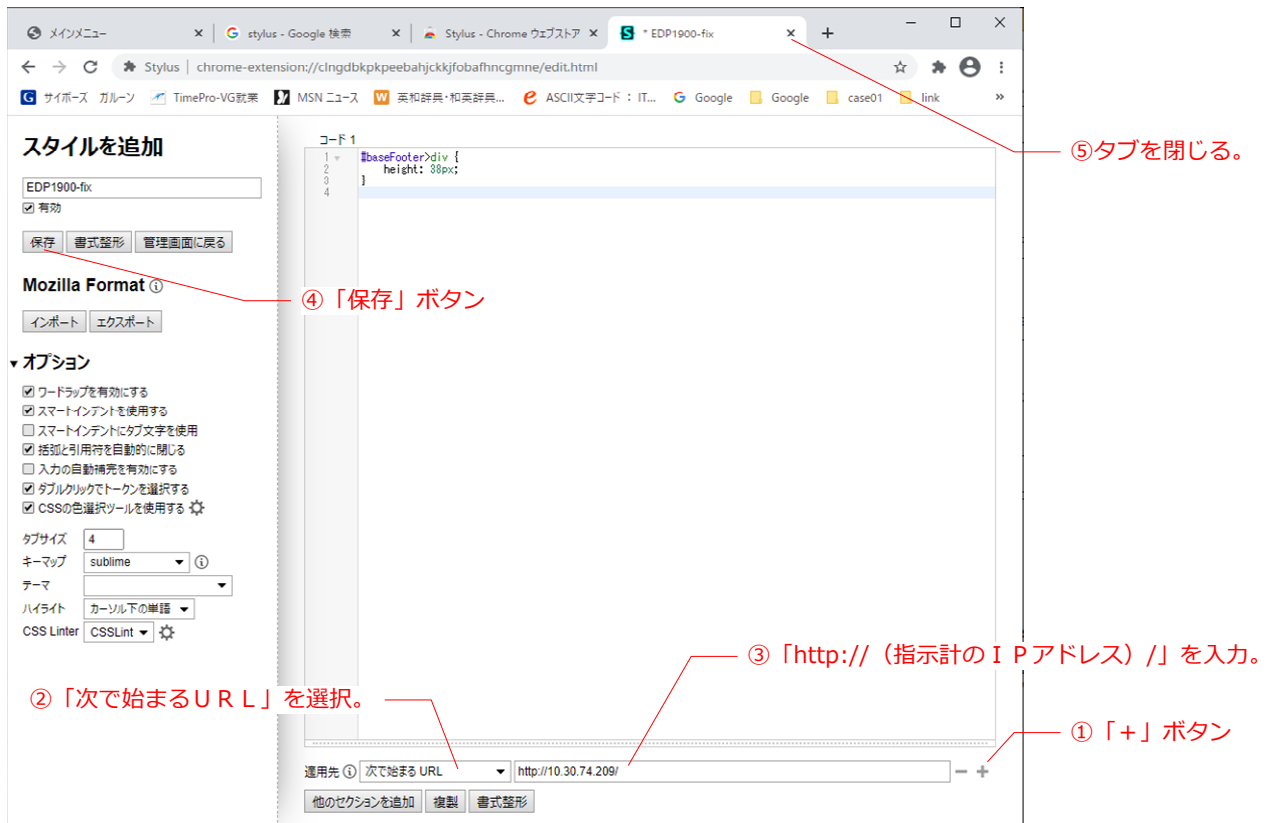 メインメニュー
stylus - Google 検索
Stylus - Chrome ウェブストア
* EDP1900-fix
Stylus | chrome-extension://clngdbkpkpeebahjckkjfobafhncgmne/edit.html
サイボーズ ガルーン
TimePro-VG就業
MSN ニュース
英和辞典・和英辞典...
ASCII文字コード : IT...
Google
Google
case01
link
»
スタイルを追加
EDP1900-fix
有効
保存 書式整形 管理画面に戻る
Mozilla Format
インポート エクスポート
オプション
ワードラップを有効にする
スマートインデントを使用する
スマートインデントにタブ文字を使用
括弧と引用符を自動的に閉じる
入力の自動補完を有効にする
ダブルクリックでトークンを選択する
CSSの色選択ツールを使用する
タブサイズ 4
キーマップ sublime
テーマ
ハイライト カーソル下の単語
CSS Linter CSSLint
コード 1
1 #baseFooter>div {
2 height: 38px;
3 }
4
⑤タブを閉じる。
④「保存」ボタン
③「http://（指示計のＩＰアドレス）/」を入力。
②「次で始まるＵＲＬ」を選択。
①「＋」ボタン
適用先 次で始まる URL http://10.30.74.209/
他のセクションを追加 複製 書式整形